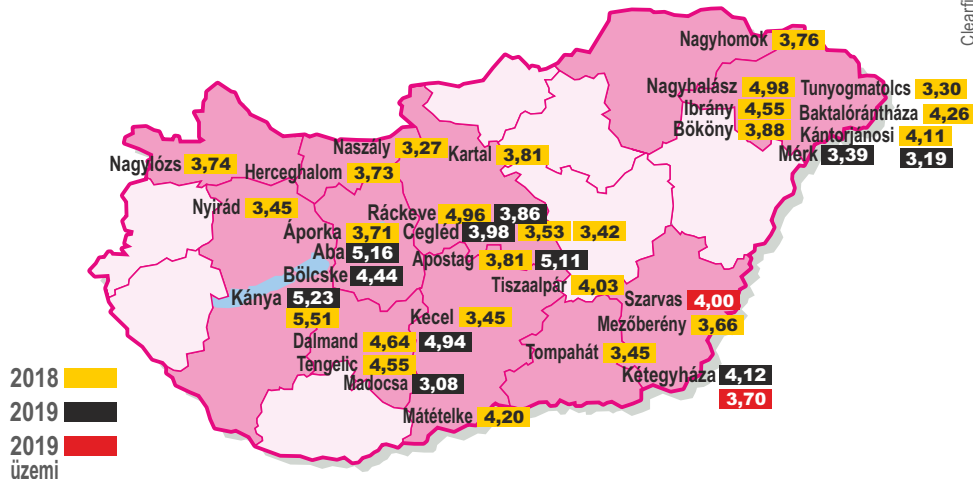 Clearfi
Nagyhomok 3,76
Nagyhalász 4,98 Tunyogmatolcs 3,30
Ibrány 4,55 Baktalórántháza 4,26
Bököny 3,88 Kántorjánosi 4,11
Mérk 3,39 3,19
Naszály 3,27 Kartal 3,81
Nagylózs 3,74
Herceghalom 3,73
Nyirád 3,45
Ráckeve 4,96 3,86
Áporka 3,71 Cegléd 3,98 3,53 3,42
Aba 5,16
Apostag 3,81 5,11
Bölcske 4,44
Tiszaalpár 4,03
Kánya 5,23
5,51
Szarvas 4,00
Kecel 3,45 Mezőberény 3,66
Dalmand 4,64 4,94
Tompahát 3,45
Tengelic 4,55
Madocsa 3,08
Kétegyháza 4,12
3,70
Mátételke 4,20
2018
2019
2019
üzemi